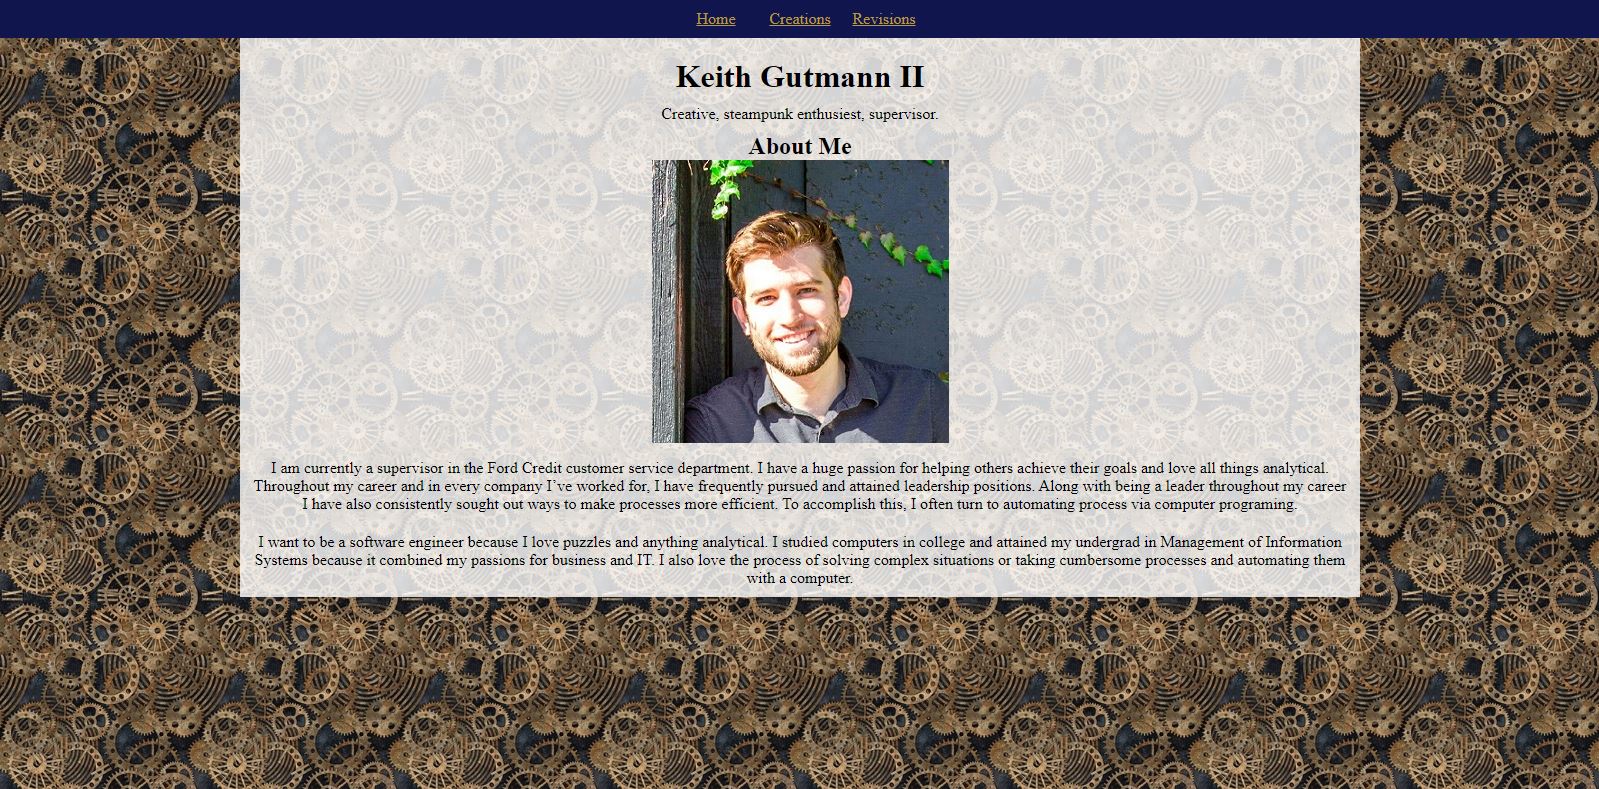 Home Creations Revisions
Keith Gutmann II
Creative, steampunk enthusiest, supervisor.
About Me
I am currently a supervisor in the Ford Credit customer service department. I have a huge passion for helping others achieve their goals and love all things analytical.
Throughout my career and in every company I've worked for, I have frequently pursued and attained leadership positions. Along with being a leader throughout my career
I have also consistently sought out ways to make processes more efficient. To accomplish this, I often turn to automating process via computer programing.
I want to be a software engineer because I love puzzles and anything analytical. I studied computers in college and attained my undergrad in Management of Information
Systems because it combined my passions for business and IT. I also love the process of solving complex situations or taking cumbersome processes and automating them
with a computer.